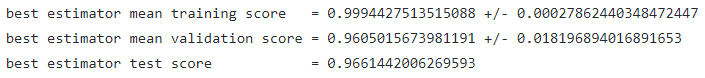 best estimator mean training score   = 0.9994427513515088 +/- 0.00027862440348472447
best estimator mean validation score = 0.9605015673981191 +/- 0.018196894016891653
best estimator test score            = 0.9661442006269593